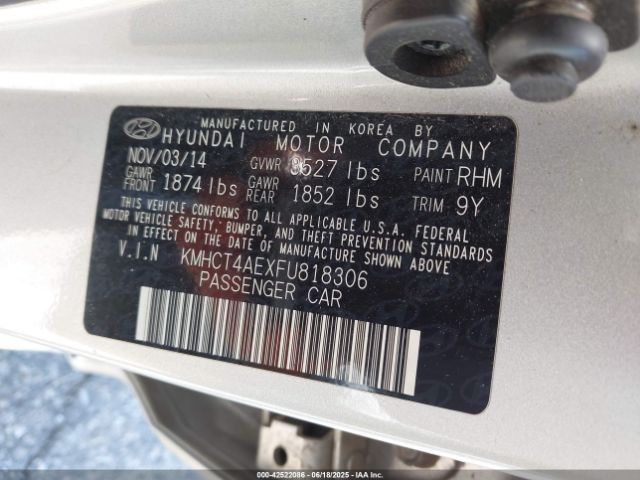 MANUFACTURED IN KOREA BY
HYUNDAI MOTOR COMPANY
NOV/03/14 GVWR 3527 lbs PAINT RHM
GAWR FRONT 1874 lbs GAWR REAR 1852 lbs TRIM 9Y
THIS VEHICLE CONFORMS TO ALL APPLICABLE U.S.A. FEDERAL
MOTOR VEHICLE SAFETY, BUMPER, AND THEFT PREVENTION STANDARDS
IN EFFECT ON THE DATE OF MANUFACTURE SHOWN ABOVE
V.I.N KMHCT4AEXFU818306
PASSENGER CAR
000-42522086 - 06/18/2025 - IAAI.COM